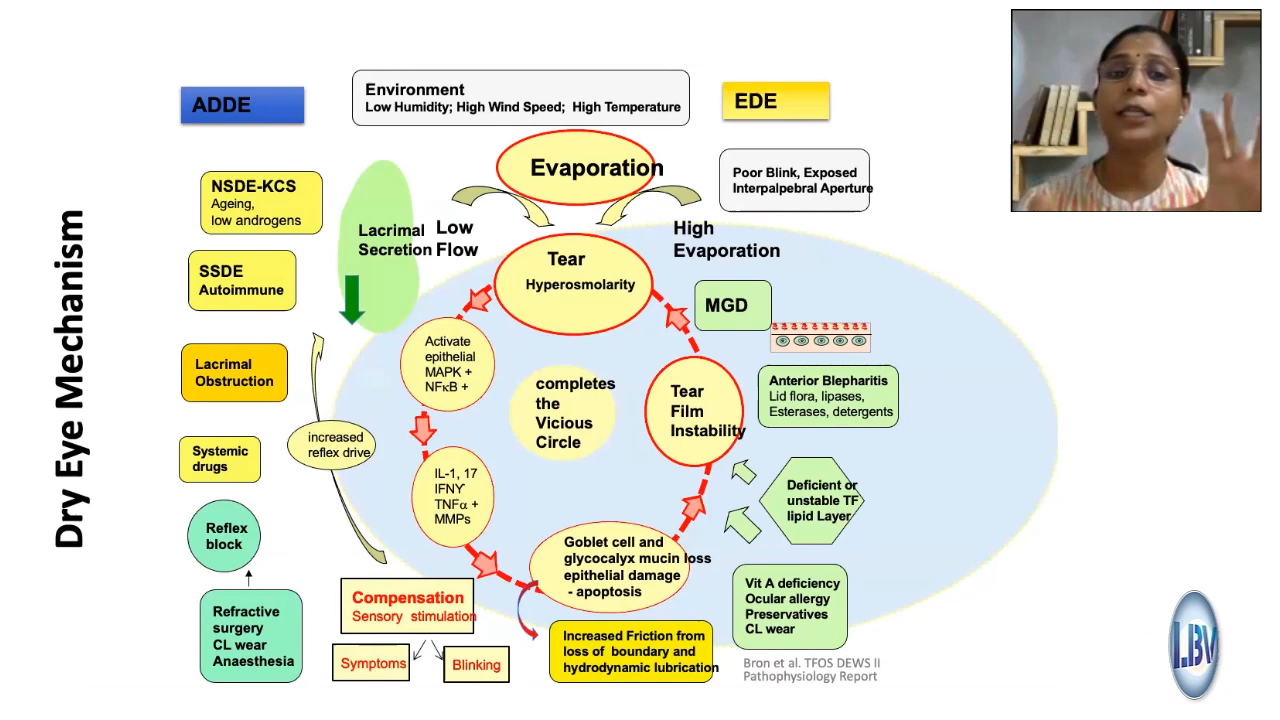 Dry Eye Mechanism
ADDE
Environment
Low Humidity; High Wind Speed; High Temperature
EDE
Evaporation
Poor Blink, Exposed
Interpalpebral Aperture
NSDE-KCS
Ageing,
low androgens
Lacrimal
Secretion
Low
Flow
High
Evaporation
Tear
Hyperosmolarity
SSDE
Autoimmune
MGD
Activate
epithelial
MAPK +
NFκB +
completes
the
Vicious
Circle
Tear
Film
Instability
Anterior Blepharitis
Lid flora, lipases,
Esterases, detergents
Lacrimal
Obstruction
increased
reflex drive
Systemic
drugs
IL-1, 17
IFNƳ
TNFα +
MMPs
Deficient or
unstable TF
lipid Layer
Reflex
block
Goblet cell and
glycocalyx mucin loss
epithelial damage
- apoptosis
Refractive
surgery
CL wear
Anaesthesia
Compensation
Sensory stimulation
Symptoms
Blinking
Increased Friction from
loss of boundary and
hydrodynamic lubrication
Vit A deficiency
Ocular allergy
Preservatives
CL wear
Bron et al. TFOS DEWS II
Pathophysiology Report
LBV